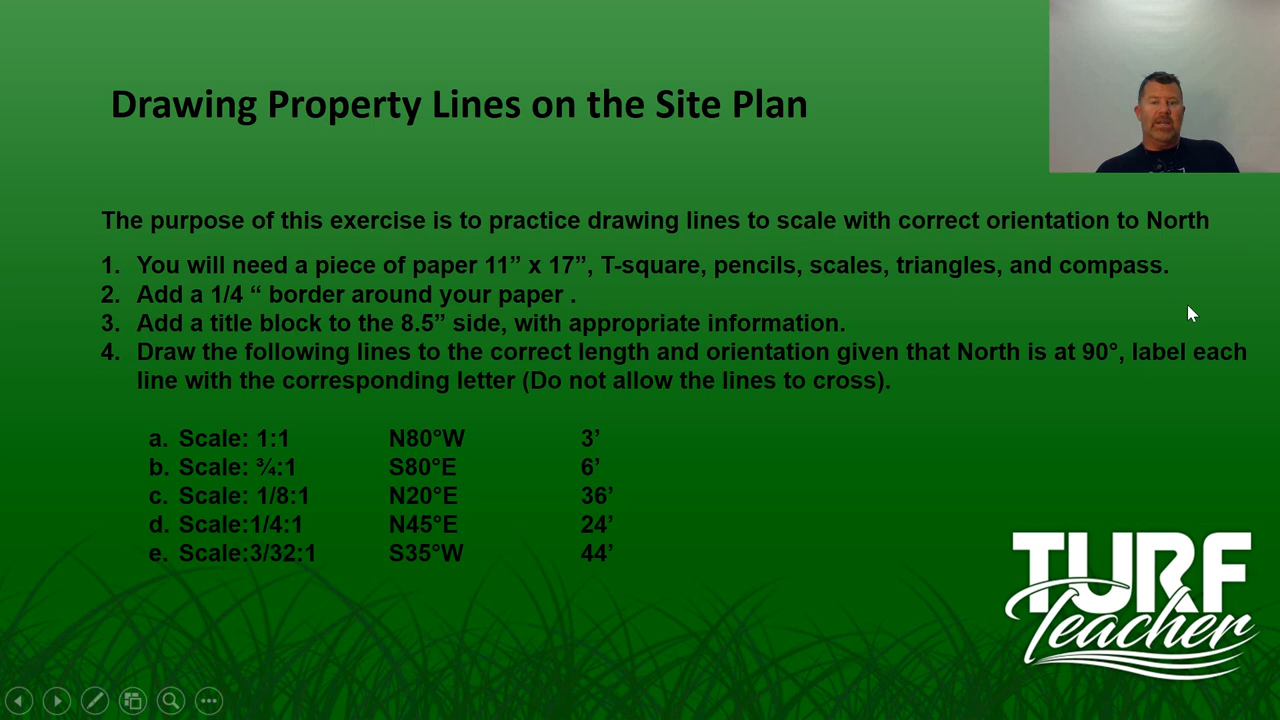 Drawing Property Lines on the Site Plan
The purpose of this exercise is to practice drawing lines to scale with correct orientation to North
1. You will need a piece of paper 11” x 17”, T-square, pencils, scales, triangles, and compass.
2. Add a 1/4 “ border around your paper .
3. Add a title block to the 8.5” side, with appropriate information.
4. Draw the following lines to the correct length and orientation given that North is at 90°, label each
line with the corresponding letter (Do not allow the lines to cross).
a. Scale: 1:1 N80°W 3’
b. Scale: ¾:1 S80°E 6’
c. Scale: 1/8:1 N20°E 36’
d. Scale:1/4:1 N45°E 24’
e. Scale:3/32:1 S35°W 44’
TURF
Teacher